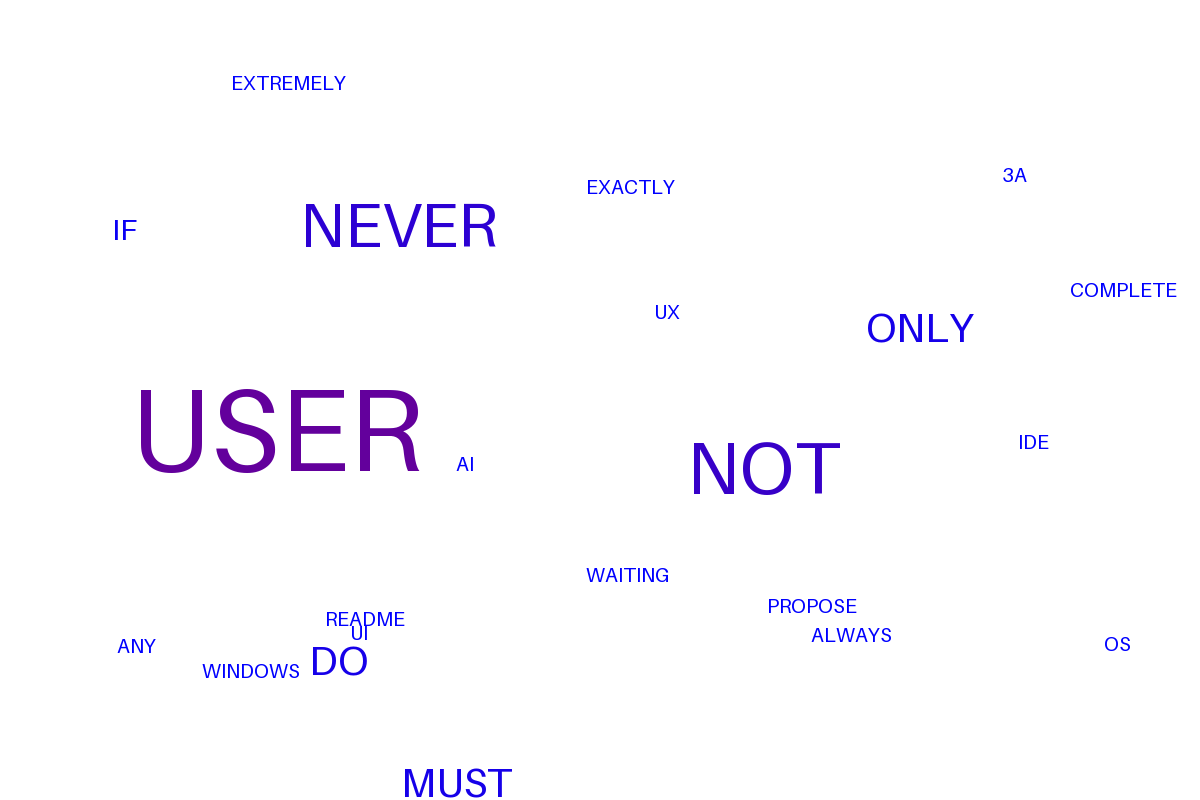 EXTREMELY
3A
EXACTLY
IF
NEVER
COMPLETE
UX
ONLY
USER
IDE
AI
NOT
WAITING
PROPOSE
README
UI
ALWAYS
OS
ANY
WINDOWS
DO
MUST